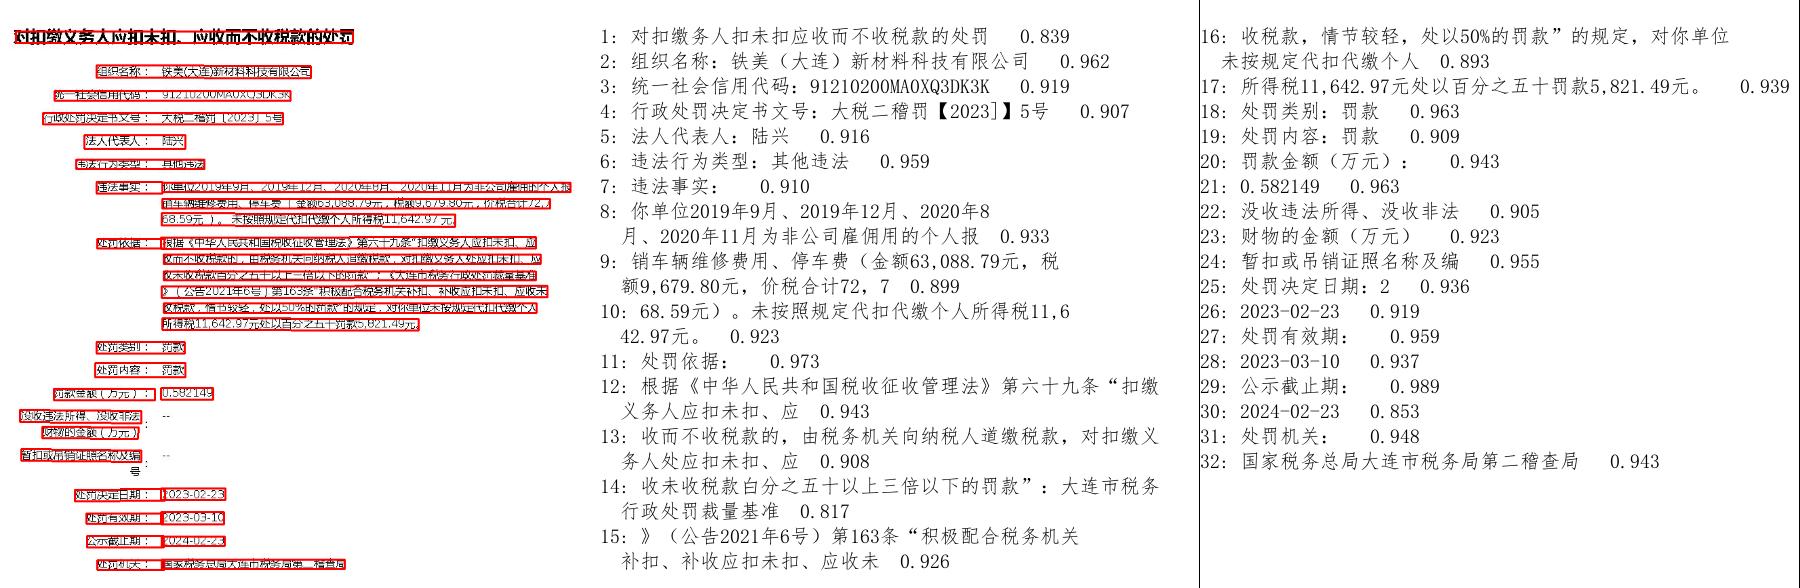 对扣缴义务人应扣未扣、应收而不收税款的处罚
组织名称： 铁美(大连)新材料科技有限公司
统一社会信用代码： 91210200MA0XQ3DK3K
行政处罚决定书文号： 大税二稽罚【2023】5号
法人代表人： 陆兴
违法行为类型： 其他违法
违法事实： 你单位2019年9月、2019年12月、2020年8月、2020年11月为非公司雇佣的个人报
销车辆维修费用、停车费（金额63,088.79元，税额9,679.80元，价税合计72,7
68.59元）。未按照规定代扣代缴个人所得税11,642.97元。
处罚依据： 根据《中华人民共和国税收征收管理法》第六十九条“扣缴义务人应扣未扣、应
收而不收税款的，由税务机关向纳税人追缴税款，对扣缴义务人处应扣未扣、应
收未收税款百分之五十以上三倍以下的罚款”；《大连市税务行政处罚裁量基准
》（公告2021年6号）第163条“积极配合税务机关补扣、补收应扣未扣、应收未
收税款，情节较轻，处以50%的罚款”的规定，对你单位未按规定代扣代缴个人
所得税11,642.97元处以百分之五十罚款5,821.49元。
处罚类别： 罚款
处罚内容： 罚款
罚款金额（万元）： 0.582149
没收违法所得、没收非法
财物的金额（万元）
： --
暂扣或吊销证照名称及编
号
： --
处罚决定日期： 2023-02-23
处罚有效期： 2023-03-10
公示截止期： 2024-02-23
处罚机关： 国家税务总局大连市税务局第二稽查局
1: 对扣缴务人扣未扣应收而不收税款的处罚 0.839
2: 组织名称：铁美（大连）新材料科技有限公司 0.962
3: 统一社会信用代码：91210200MA0XQ3DK3K 0.919
4: 行政处罚决定书文号：大税二稽罚【2023]】5号 0.907
5: 法人代表人：陆兴 0.916
6: 违法行为类型：其他违法 0.959
7: 违法事实： 0.910
8: 你单位2019年9月、2019年12月、2020年8
月、2020年11月为非公司雇佣用的个人报 0.933
9: 销车辆维修费用、停车费（金额63,088.79元，税
额9,679.80元，价税合计72，7 0.899
10: 68.59元）。未按照规定代扣代缴个人所得税11,6
42.97元。 0.923
11: 处罚依据： 0.973
12: 根据《中华人民共和国税收征收管理法》第六十九条“扣缴
义务人应扣未扣、应 0.943
13: 收而不收税款的，由税务机关向纳税人道缴税款，对扣缴义
务人处应扣未扣、应 0.908
14: 收未收税款白分之五十以上三倍以下的罚款”：大连市税务
行政处罚裁量基准 0.817
15: 》（公告2021年6号）第163条“积极配合税务机关
补扣、补收应扣未扣、应收未 0.926
16: 收税款，情节较轻，处以50%的罚款”的规定，对你单位
未按规定代扣代缴个人 0.893
17: 所得税11,642.97元处以百分之五十罚款5,821.49元。 0.939
18: 处罚类别：罚款 0.963
19: 处罚内容：罚款 0.909
20: 罚款金额（万元）： 0.943
21: 0.582149 0.963
22: 没收违法所得、没收非法 0.905
23: 财物的金额（万元） 0.923
24: 暂扣或吊销证照名称及编 0.955
25: 处罚决定日期：2 0.936
26: 2023-02-23 0.919
27: 处罚有效期： 0.959
28: 2023-03-10 0.937
29: 公示截止期： 0.989
30: 2024-02-23 0.853
31: 处罚机关： 0.948
32: 国家税务总局大连市税务局第二稽查局 0.943